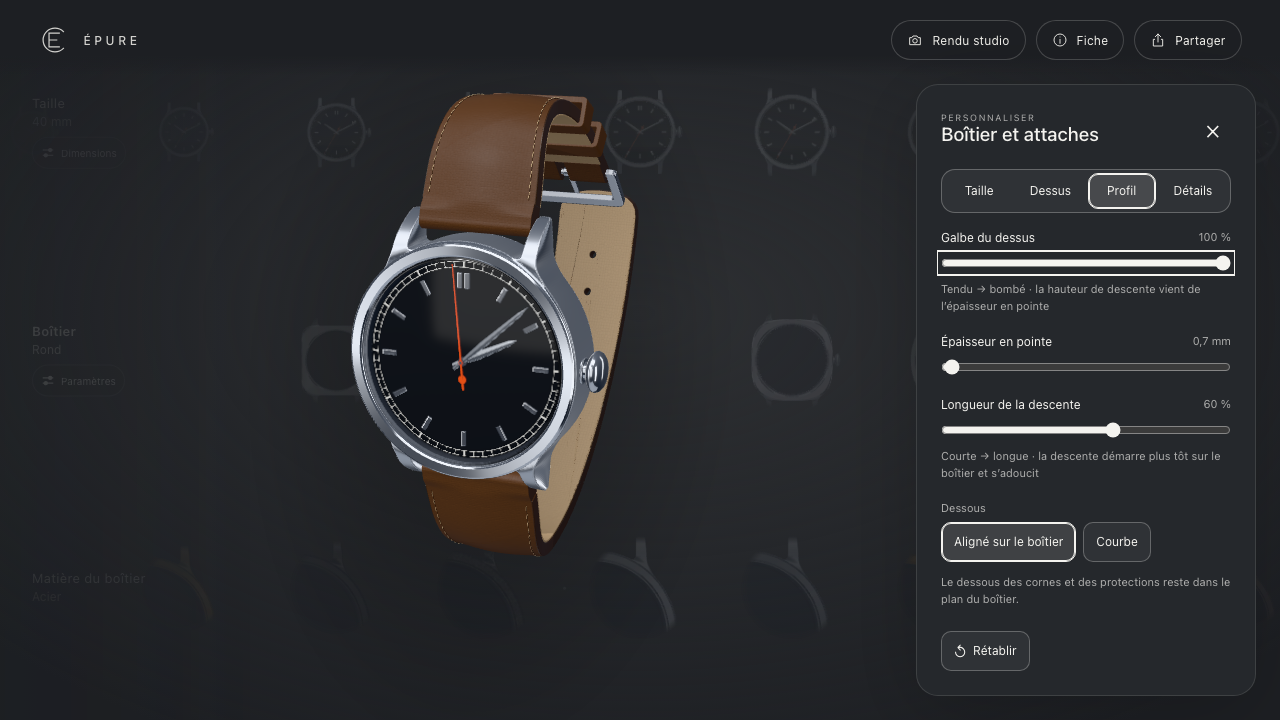 ÉPURE
Rendu studio
Fiche
Partager
Taille
40 mm
Dimensions
Boîtier
Rond
Paramètres
Matière du boîtier
Acier
PERSONNALISER
Boîtier et attaches
Taille
Dessus
Profil
Détails
Galbe du dessus
100 %
Tendu → bombé · la hauteur de descente vient de
l’épaisseur en pointe
Épaisseur en pointe
0,7 mm
Longueur de la descente
60 %
Courte → longue · la descente démarre plus tôt sur le
boîtier et s’adoucit
Dessous
Aligné sur le boîtier
Courbe
Le dessous des cornes et des protections reste dans le
plan du boîtier.
Rétablir